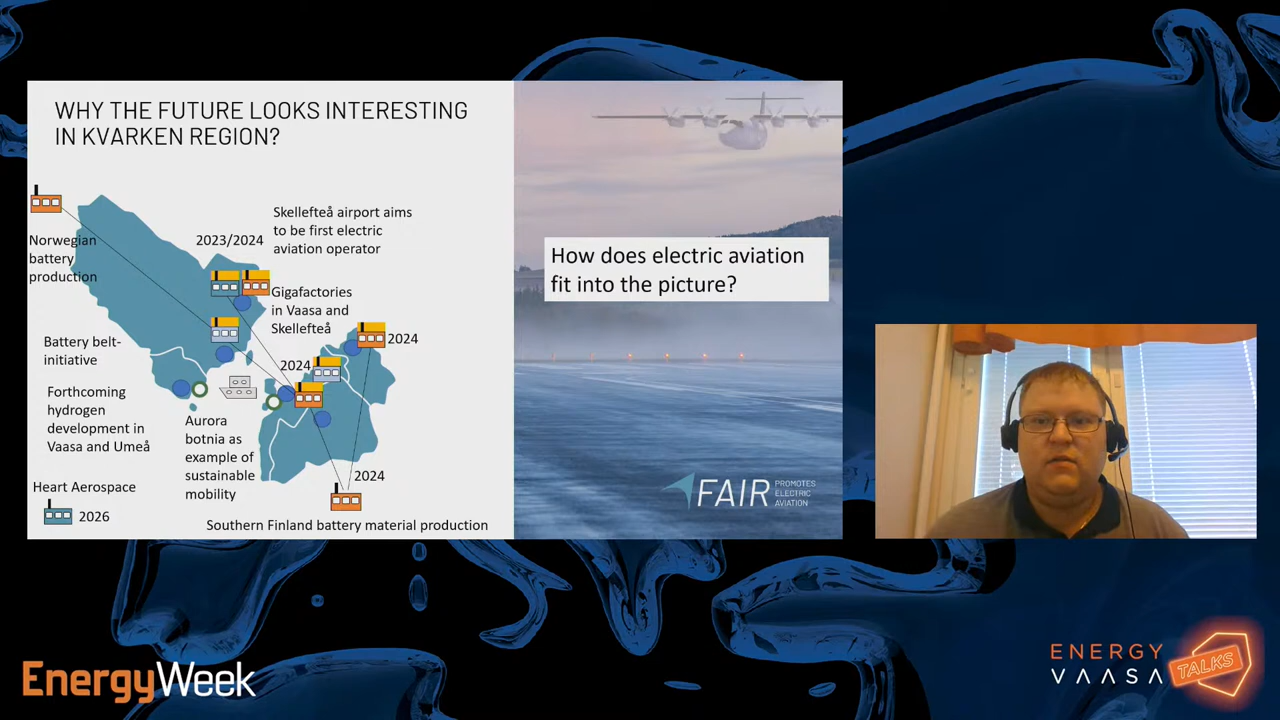 WHY THE FUTURE LOOKS INTERESTING
IN KVARKEN REGION?
Skellefteå airport aims
to be first electric
aviation operator
2023/2024
Norwegian
battery
production
Gigafactories
in Vaasa and
Skellefteå
2024
Battery belt-
initiative
2024
Forthcoming
hydrogen
development in
Vaasa and Umeå
Aurora
botnia as
example of
sustainable
mobility
2024
Heart Aerospace
2026
Southern Finland battery material production
How does electric aviation
fit into the picture?
FAIR
PROMOTES
ELECTRIC
AVIATION
EnergyWeek
ENERGY
VAASA
TALKS